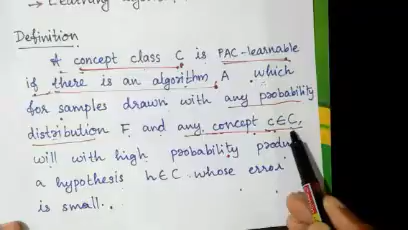 → Learning
Definition
A concept class C is PAC-learnable
if there is an algorithm A which
for samples drawn with any probability
distribution F and any concept c∈C,
will with high probability
a hypothesis h∈C whose error
is small.